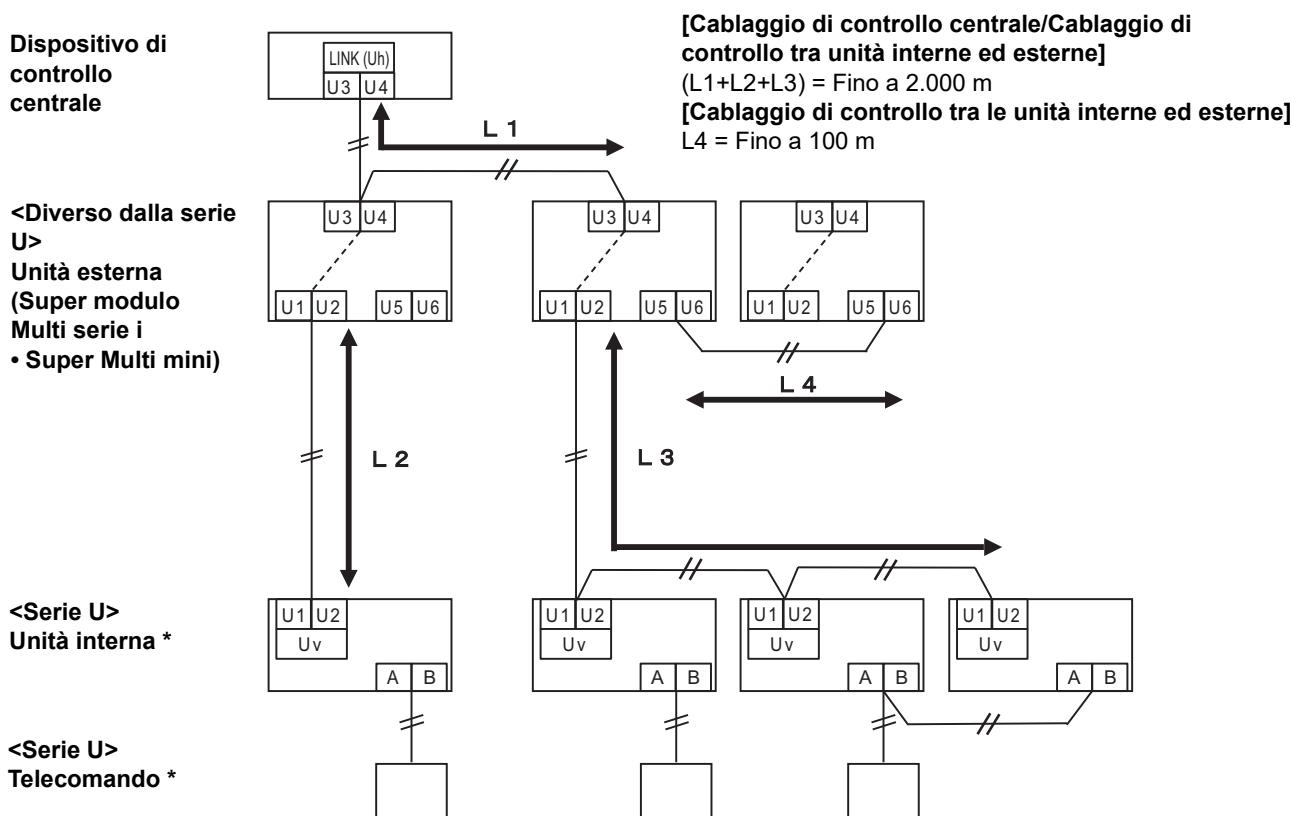 Dispositivo di
controllo
centrale
LINK (Uh)
U3 U4
[Cablaggio di controllo centrale/Cablaggio di
controllo tra unità interne ed esterne]
(L1+L2+L3) = Fino a 2.000 m
[Cablaggio di controllo tra le unità interne ed esterne]
L4 = Fino a 100 m
L 1
<Diverso dalla serie
U>
Unità esterna
(Super modulo
Multi serie i
• Super Multi mini)
U3 U4
U1 U2 U5 U6
U3 U4
U1 U2 U5 U6
U3 U4
U1 U2 U5 U6
L 4
L 2
L 3
<Serie U>
Unità interna *
U1 U2
Uv
A B
U1 U2
Uv
A B
U1 U2
Uv
A B
U1 U2
Uv
A B
<Serie U>
Telecomando *